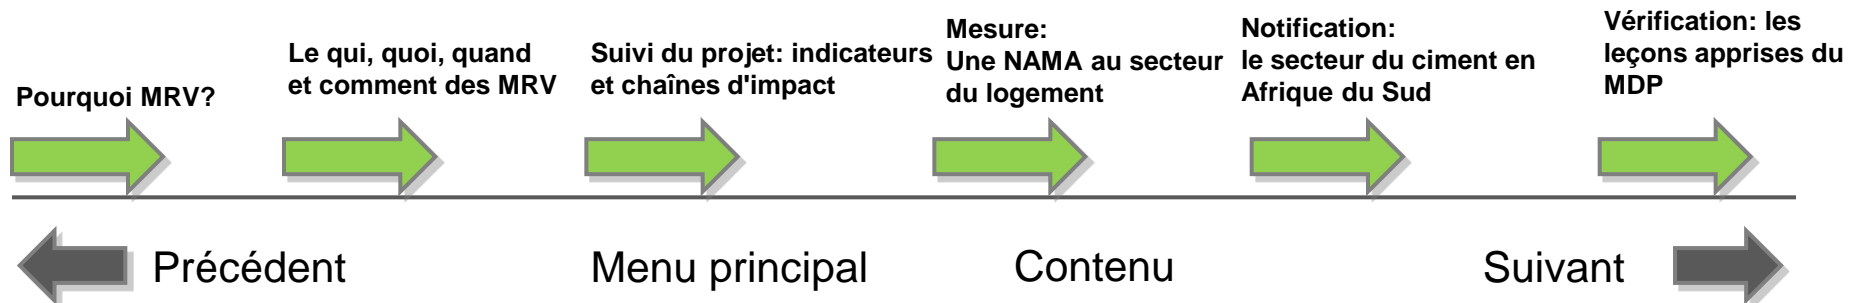 Pourquoi MRV?
Le qui, quoi, quand
et comment des MRV
Suivi du projet: indicateurs
et chaînes d'impact
Mesure:
Une NAMA au secteur
du logement
Notification:
le secteur du ciment en
Afrique du Sud
Vérification: les
leçons apprises du
MDP
Précédent
Menu principal
Contenu
Suivant